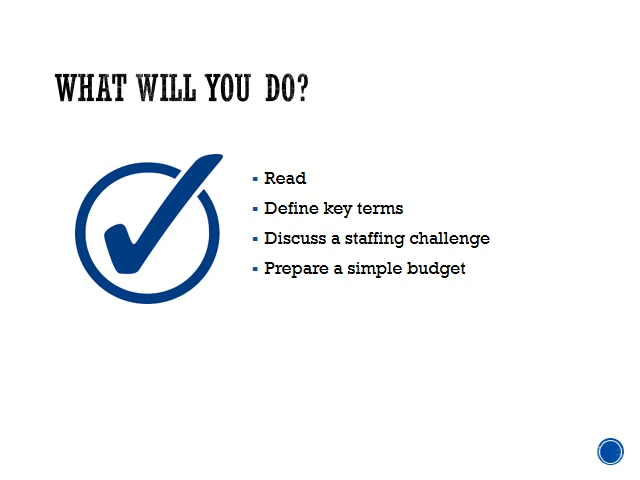 WHAT WILL YOU DO?
Read
Define key terms
Discuss a staffing challenge
Prepare a simple budget